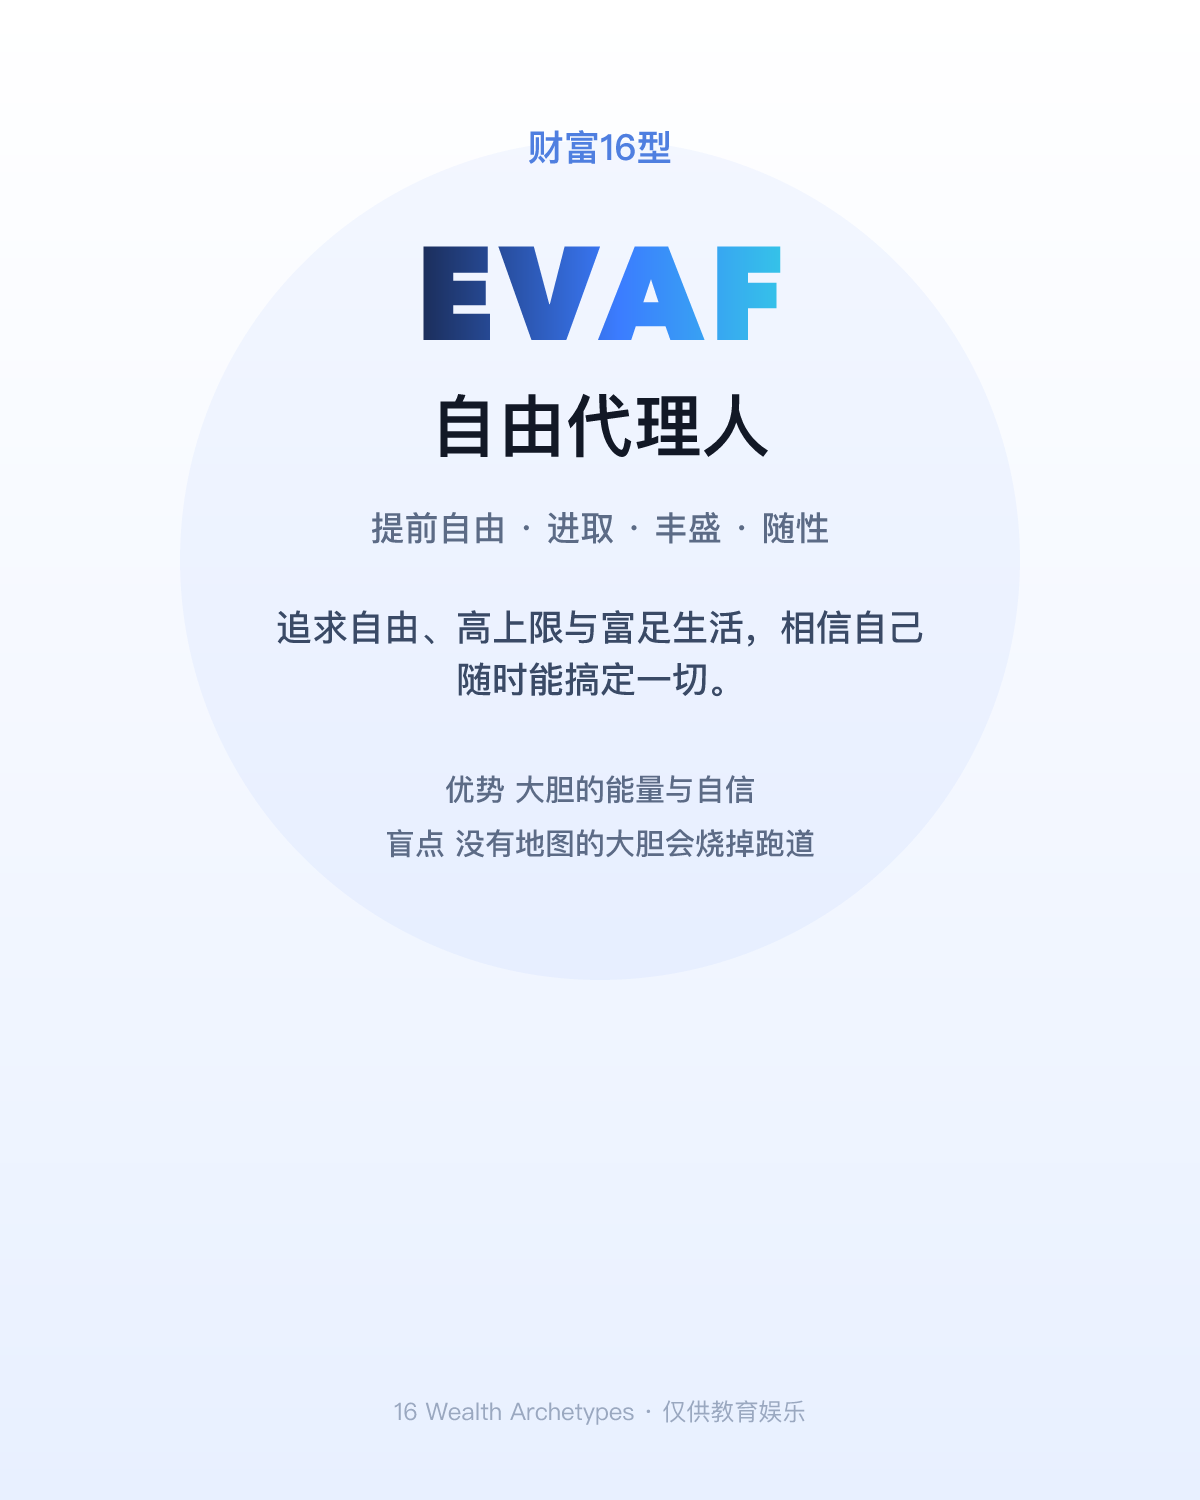 财富16型
EVAF
自由代理人
提前自由 · 进取 · 丰盛 · 随性
追求自由、高上限与富足生活，相信自己
随时能搞定一切。
优势 大胆的能量与自信
盲点 没有地图的大胆会烧掉跑道
16 Wealth Archetypes · 仅供教育娱乐